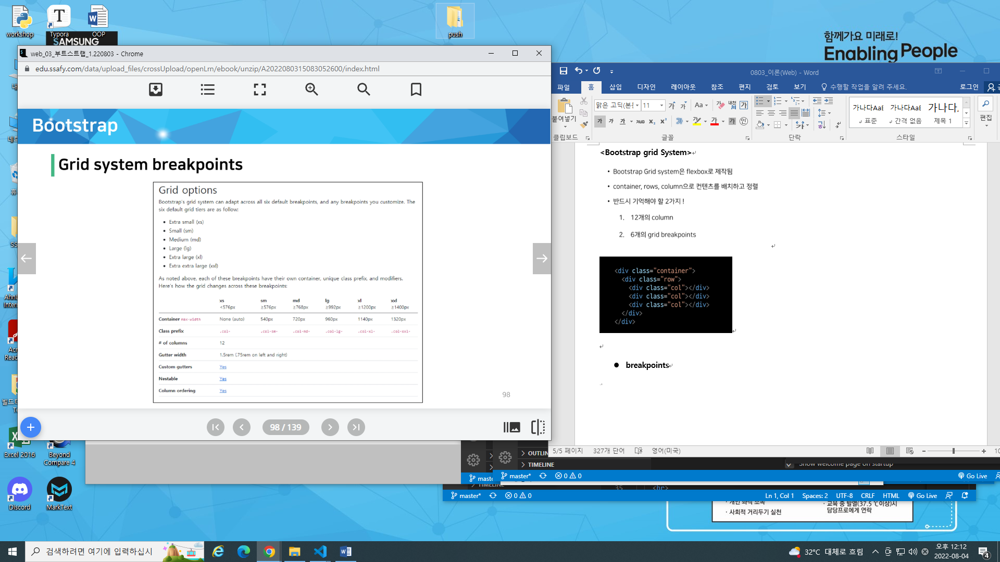 workshop
Typora
OOP
SAMSUNG
push
함께가요 미래로!
Enabling People
web_03_부트스트랩_1.220803 - Chrome
edu.ssafy.com/data/upload_files/crossUpload/openLrn/ebook/unzip/A2022080315083052600/index.html
Bootstrap
Grid system breakpoints
Grid options
Bootstrap's grid system can adapt across all six default breakpoints, and any breakpoints you customize. The
six default grid tiers are as follow:
• Extra small (xs)
• Small (sm)
• Medium (md)
• Large (lg)
• Extra large (xl)
• Extra extra large (xxl)
As noted above, each of these breakpoints have their own container, unique class prefix, and modifiers.
Here's how the grid changes across these breakpoints:
xs sm md lg xl xxl
<576px ≥576px ≥768px ≥992px ≥1200px ≥1400px
Container max-width None (auto) 540px 720px 960px 1140px 1320px
Class prefix .col- .col-sm- .col-md- .col-lg- .col-xl- .col-xxl-
# of columns 12
Gutter width 1.5rem (.75rem on left and right)
Custom gutters Yes
Nestable Yes
Column ordering Yes
98
98 / 139
0803_이론(Web) - Word
파일 홈 삽입 디자인 레이아웃 참조 편지 검토 보기 수행할 작업을 알려 주세요. 로그인
붙여넣기
맑은 고딕(본 11
가나다AaB 가나다AaB 가나다
표준 간격 없음 제목 1
편집
클립보드 글꼴 단락 스타일
<Bootstrap grid System>
• Bootstrap Grid system은 flexbox로 제작됨
• container, rows, column으로 컨텐츠를 배치하고 정렬
• 반드시 기억해야 할 2가지 !
1. 12개의 column
2. 6개의 grid breakpoints
<div class="container">
<div class="row">
<div class="col"></div>
<div class="col"></div>
<div class="col"></div>
</div>
</div>
● breakpoints
5/5 페이지 327개 단어 영어(미국)
OUTLIN
TIMELINE
Show welcome page on startup
master* 0 0 Go Live
TIMELINE
35 <hr>
master* 0 0 Ln 1, Col 1 Spaces: 2 UTF-8 CRLF HTML Go Live
· 개인 좌석 소독
· 사회적 거리두기 실천
· 교육 중 발열(37.5 ℃이상)시
담당프로에게 연락
Excel 2016
Beyond
Compare 4
Discord
MarkText
검색하려면 여기에 입력하십시
32°C 대체로 흐림
오후 12:12
2022-08-04
4